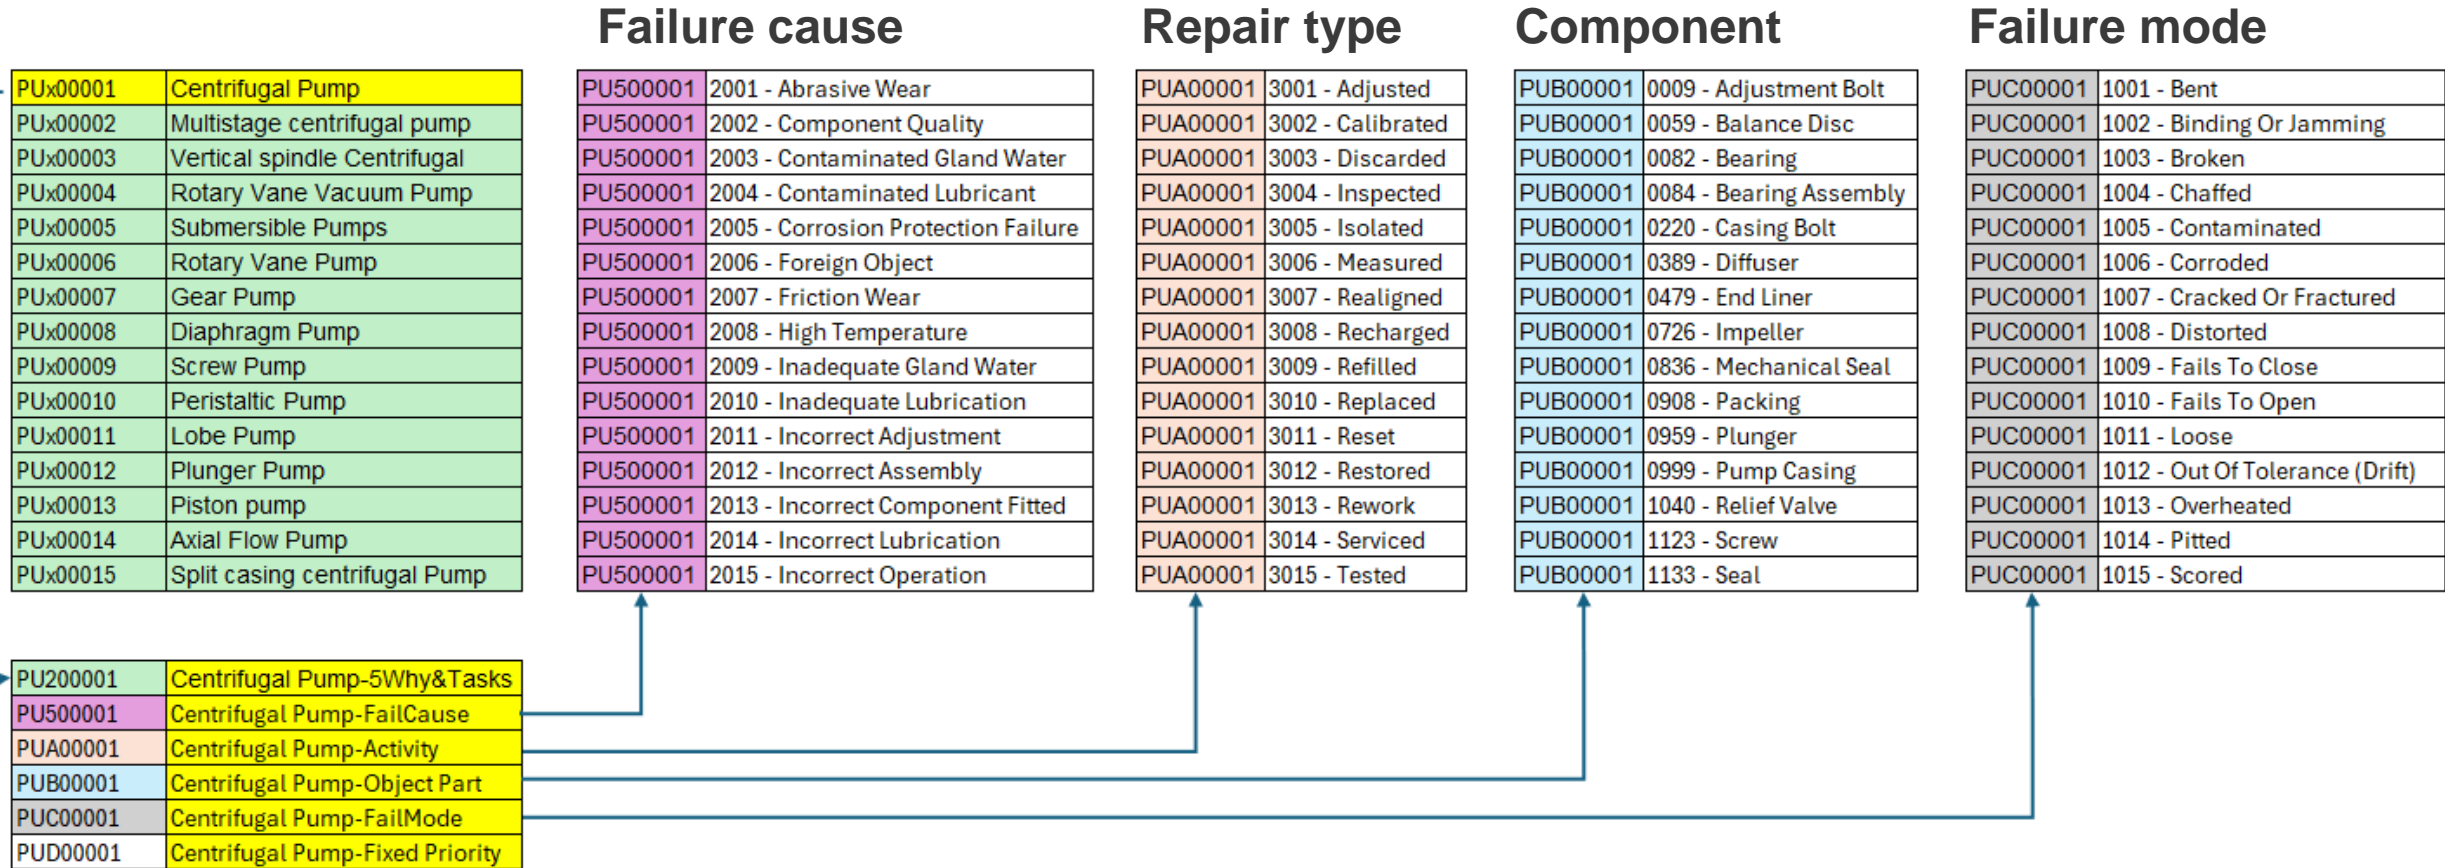 Failure cause Repair type Component Failure mode
PUx00001 Centrifugal Pump PU500001 2001 - Abrasive Wear PUA00001 3001 - Adjusted PUB00001 0009 - Adjustment Bolt PUC00001 1001 - Bent
PUx00002 Multistage centrifugal pump PU500001 2002 - Component Quality PUA00001 3002 - Calibrated PUB00001 0059 - Balance Disc PUC00001 1002 - Binding Or Jamming
PUx00003 Vertical spindle Centrifugal PU500001 2003 - Contaminated Gland Water PUA00001 3003 - Discarded PUB00001 0082 - Bearing PUC00001 1003 - Broken
PUx00004 Rotary Vane Vacuum Pump PU500001 2004 - Contaminated Lubricant PUA00001 3004 - Inspected PUB00001 0084 - Bearing Assembly PUC00001 1004 - Chaffed
PUx00005 Submersible Pumps PU500001 2005 - Corrosion Protection Failure PUA00001 3005 - Isolated PUB00001 0220 - Casing Bolt PUC00001 1005 - Contaminated
PUx00006 Rotary Vane Pump PU500001 2006 - Foreign Object PUA00001 3006 - Measured PUB00001 0389 - Diffuser PUC00001 1006 - Corroded
PUx00007 Gear Pump PU500001 2007 - Friction Wear PUA00001 3007 - Realigned PUB00001 0479 - End Liner PUC00001 1007 - Cracked Or Fractured
PUx00008 Diaphragm Pump PU500001 2008 - High Temperature PUA00001 3008 - Recharged PUB00001 0726 - Impeller PUC00001 1008 - Distorted
PUx00009 Screw Pump PU500001 2009 - Inadequate Gland Water PUA00001 3009 - Refilled PUB00001 0836 - Mechanical Seal PUC00001 1009 - Fails To Close
PUx00010 Peristaltic Pump PU500001 2010 - Inadequate Lubrication PUA00001 3010 - Replaced PUB00001 0908 - Packing PUC00001 1010 - Fails To Open
PUx00011 Lobe Pump PU500001 2011 - Incorrect Adjustment PUA00001 3011 - Reset PUB00001 0959 - Plunger PUC00001 1011 - Loose
PUx00012 Plunger Pump PU500001 2012 - Incorrect Assembly PUA00001 3012 - Restored PUB00001 0999 - Pump Casing PUC00001 1012 - Out Of Tolerance (Drift)
PUx00013 Piston pump PU500001 2013 - Incorrect Component Fitted PUA00001 3013 - Rework PUB00001 1040 - Relief Valve PUC00001 1013 - Overheated
PUx00014 Axial Flow Pump PU500001 2014 - Incorrect Lubrication PUA00001 3014 - Serviced PUB00001 1123 - Screw PUC00001 1014 - Pitted
PUx00015 Split casing centrifugal Pump PU500001 2015 - Incorrect Operation PUA00001 3015 - Tested PUB00001 1133 - Seal PUC00001 1015 - Scored
PU200001 Centrifugal Pump-5Why&Tasks
PU500001 Centrifugal Pump-FailCause
PUA00001 Centrifugal Pump-Activity
PUB00001 Centrifugal Pump-Object Part
PUC00001 Centrifugal Pump-FailMode
PUD00001 Centrifugal Pump-Fixed Priority